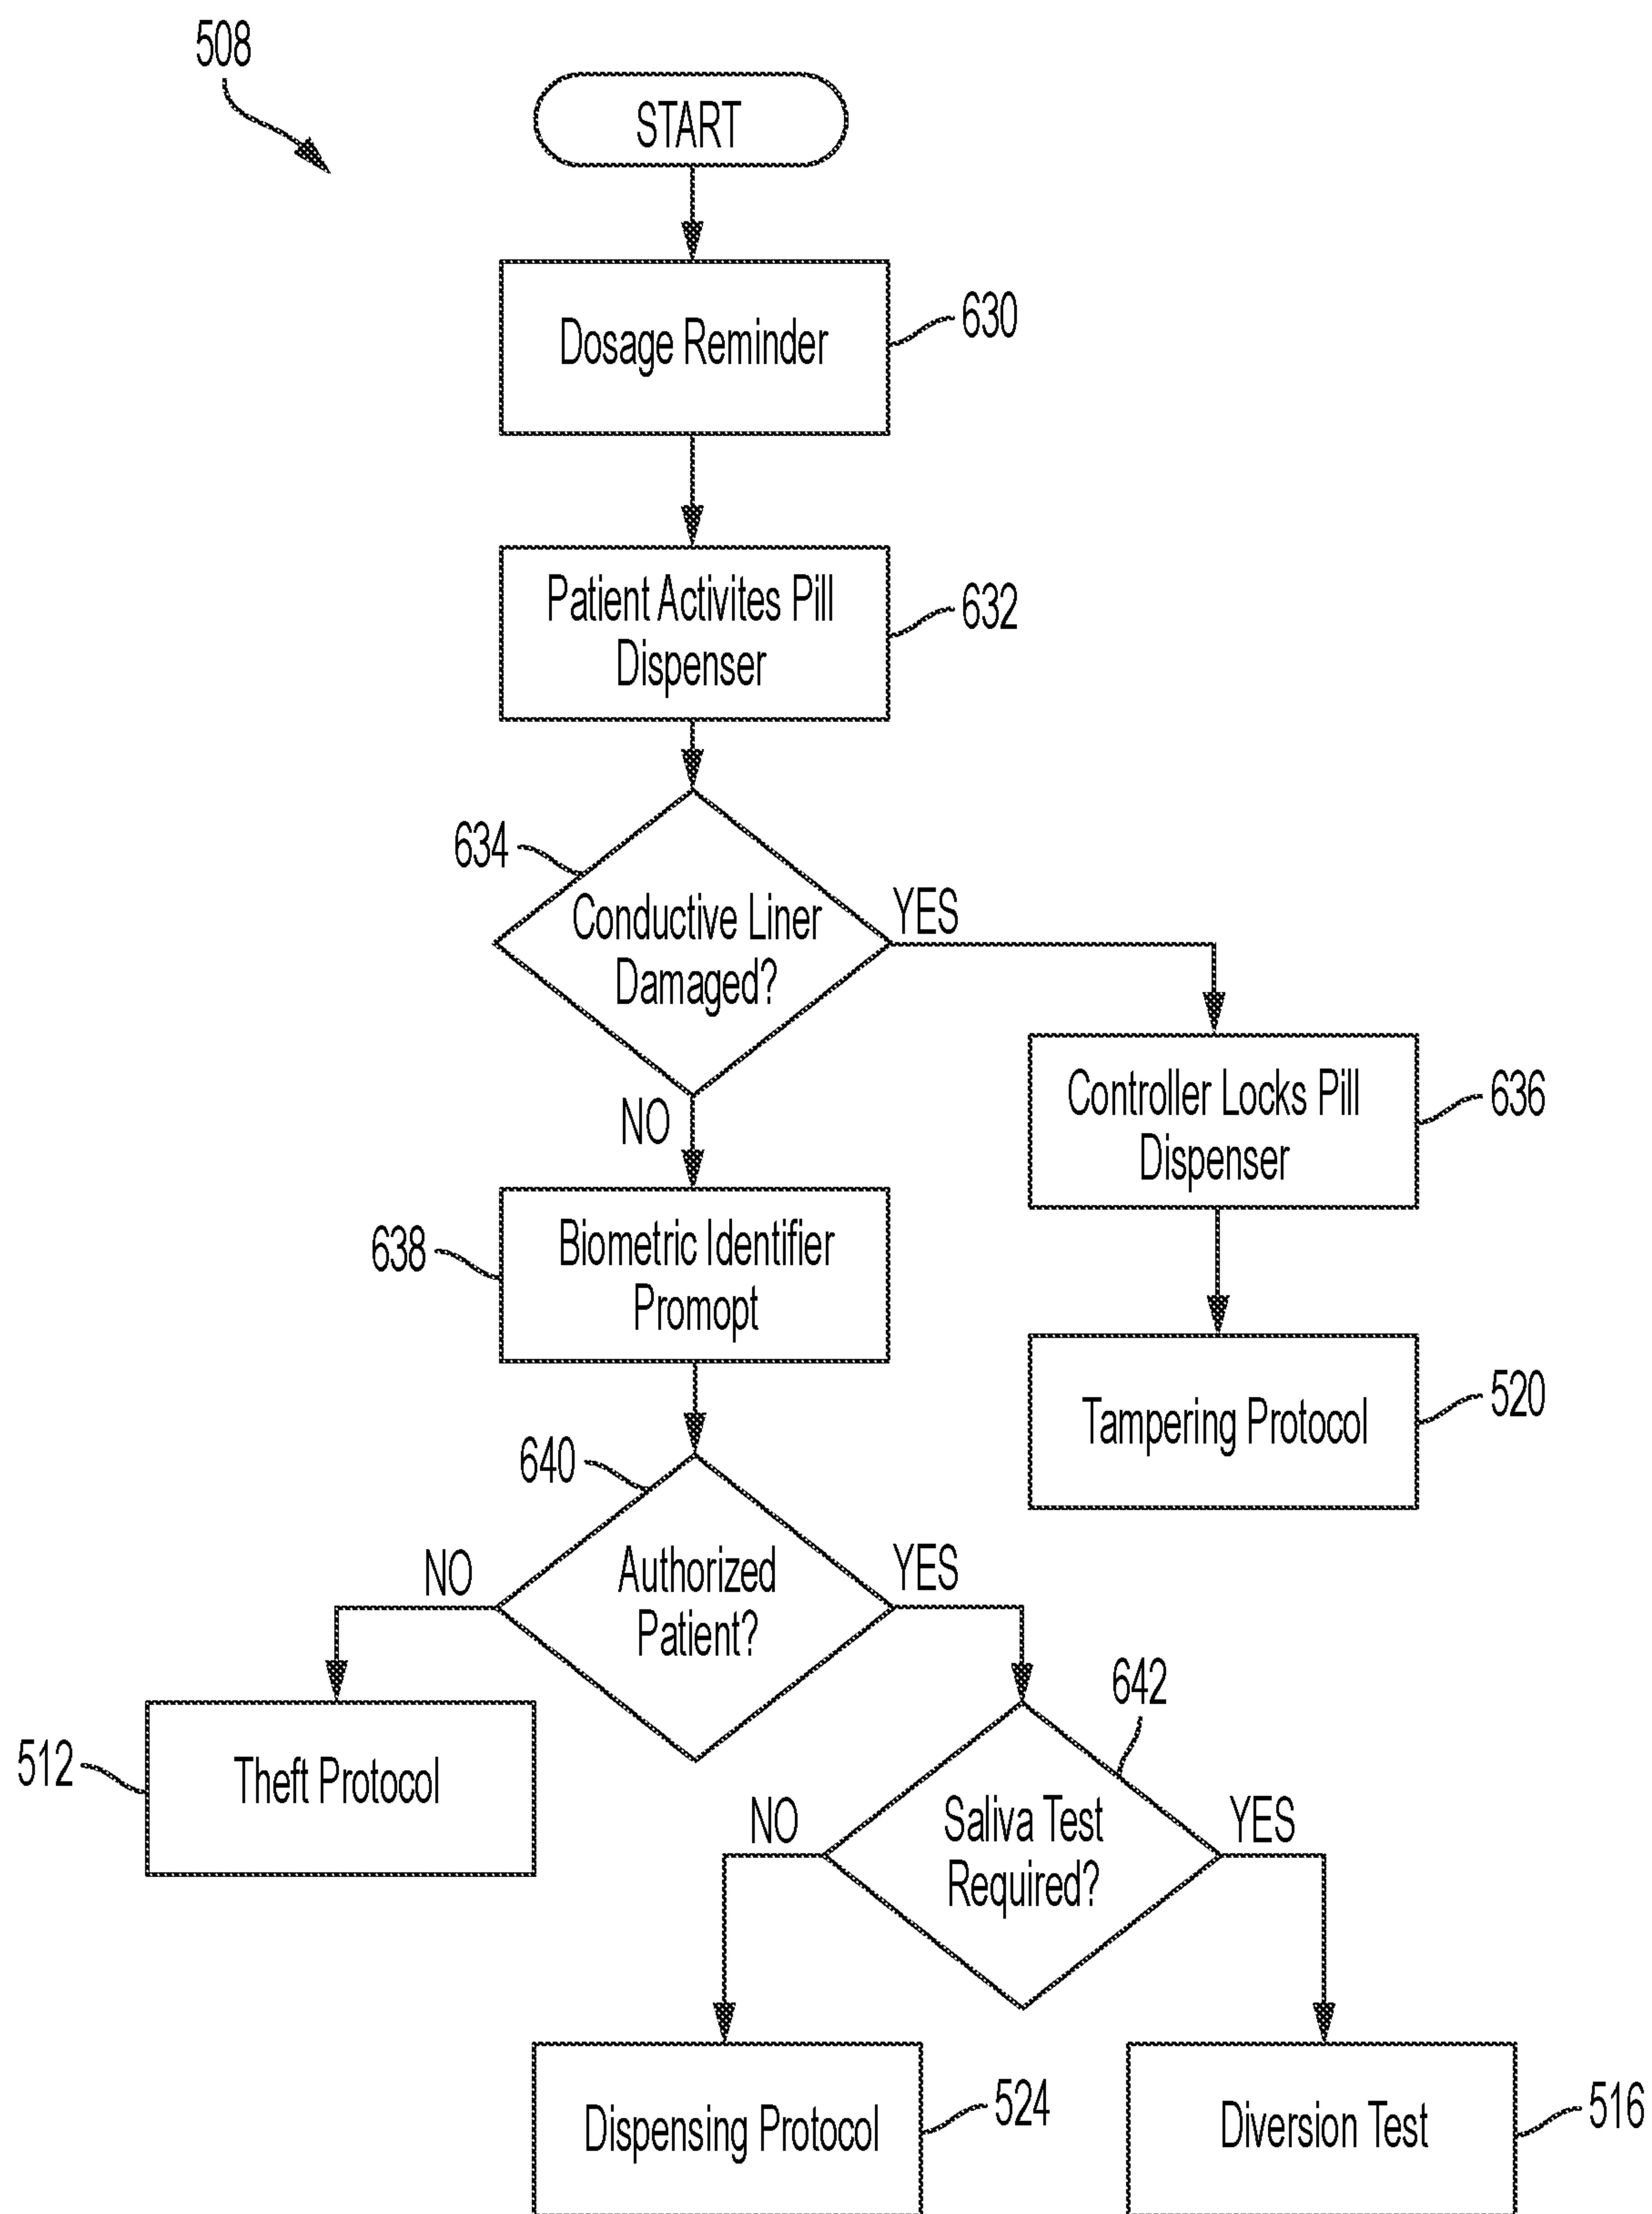 508
START
Dosage Reminder
630
Patient Activites Pill
Dispenser
632
634
Conductive Liner
Damaged?
YES
NO
Controller Locks Pill
Dispenser
636
638
Biometric Identifier
Promopt
Tampering Protocol
520
640
Authorized
Patient?
NO
YES
512
Theft Protocol
642
Saliva Test
Required?
NO
YES
Dispensing Protocol
524
Diversion Test
516